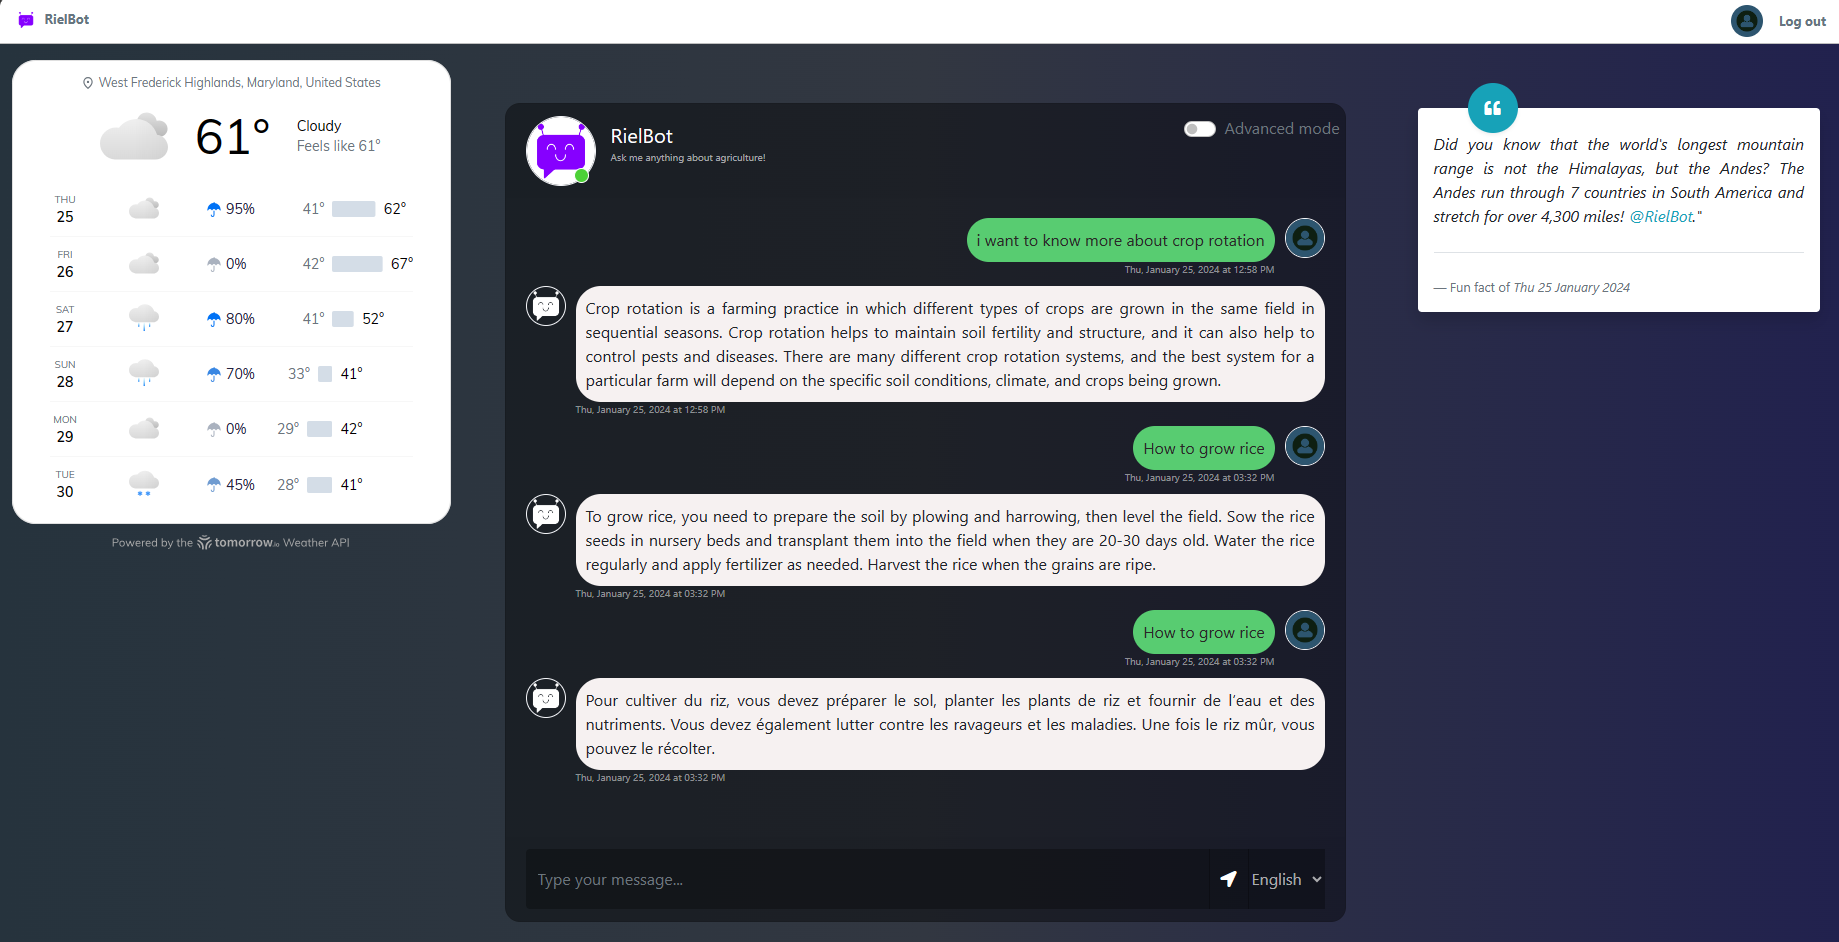 RielBot
Log out
West Frederick Highlands, Maryland, United States
61°
Cloudy
Feels like 61°
THU
25
95%
41° 62°
FRI
26
0%
42° 67°
SAT
27
80%
41° 52°
SUN
28
70%
33° 41°
MON
29
0%
29° 42°
TUE
30
45%
28° 41°
Powered by the tomorrow.io Weather API
RielBot
Ask me anything about agriculture!
Advanced mode
i want to know more about crop rotation
Thu, January 25, 2024 at 12:58 PM
Crop rotation is a farming practice in which different types of crops are grown in the same field in
sequential seasons. Crop rotation helps to maintain soil fertility and structure, and it can also help to
control pests and diseases. There are many different crop rotation systems, and the best system for a
particular farm will depend on the specific soil conditions, climate, and crops being grown.
Thu, January 25, 2024 at 12:58 PM
How to grow rice
Thu, January 25, 2024 at 03:32 PM
To grow rice, you need to prepare the soil by plowing and harrowing, then level the field. Sow the rice
seeds in nursery beds and transplant them into the field when they are 20-30 days old. Water the rice
regularly and apply fertilizer as needed. Harvest the rice when the grains are ripe.
Thu, January 25, 2024 at 03:32 PM
How to grow rice
Thu, January 25, 2024 at 03:32 PM
Pour cultiver du riz, vous devez préparer le sol, planter les plants de riz et fournir de l’eau et des
nutriments. Vous devez également lutter contre les ravageurs et les maladies. Une fois le riz mûr, vous
pouvez le récolter.
Thu, January 25, 2024 at 03:32 PM
Type your message...
English
Did you know that the world's longest mountain
range is not the Himalayas, but the Andes? The
Andes run through 7 countries in South America and
stretch for over 4,300 miles! @RielBot."
— Fun fact of Thu 25 January 2024